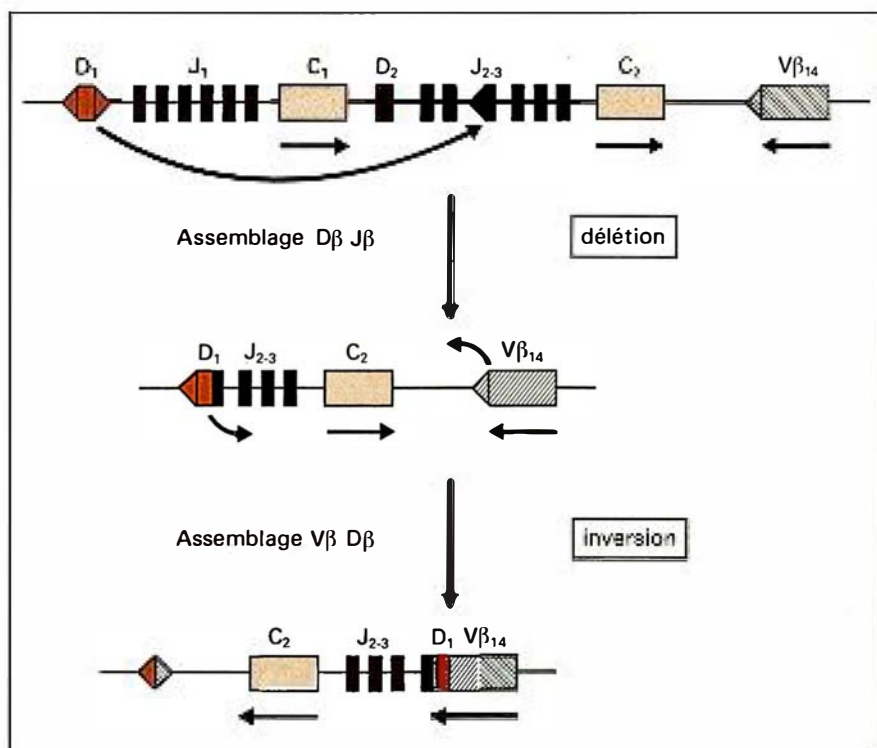 D₁ J₁ C₁ D₂ J₂₋₃ C₂ Vβ₁₄
Assemblage Dβ Jβ
délétion
D₁ J₂₋₃ C₂ Vβ₁₄
Assemblage Vβ Dβ
inversion
C₂ J₂₋₃ D₁ Vβ₁₄